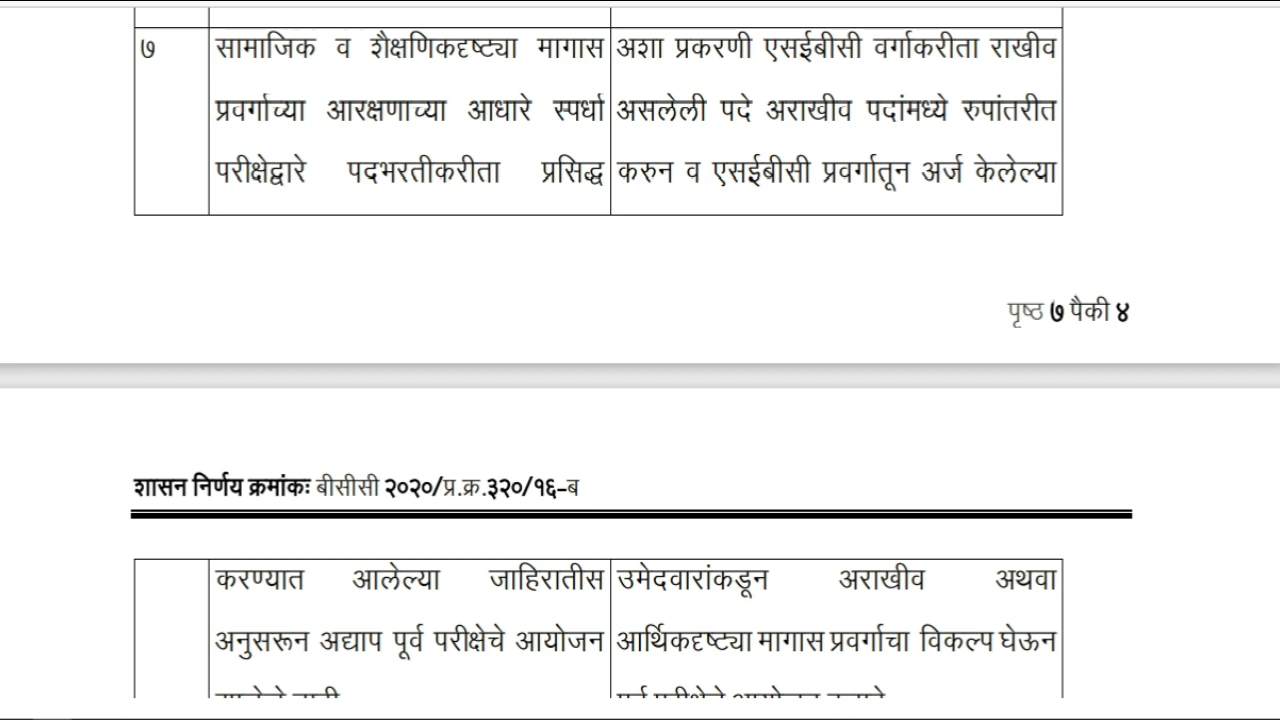 ७
सामाजिक व शैक्षणिकदृष्ट्या मागास
प्रवर्गाच्या आरक्षणाच्या आधारे स्पर्धा
परीक्षेद्वारे पदभरतीकरीता प्रसिद्ध
अशा प्रकरणी एसईबीसी वर्गाकरीता राखीव
असलेली पदे अराखीव पदांमध्ये रुपांतरीत
करुन व एसईबीसी प्रवर्गातून अर्ज केलेल्या
पृष्ठ ७ पैकी ४
शासन निर्णय क्रमांकः बीसीसी २०२०/प्र.क्र.३२०/१६-ब
करण्यात आलेल्या जाहिरातीस
अनुसरून अद्याप पूर्व परीक्षेचे आयोजन
उमेदवारांकडून अराखीव अथवा
आर्थिकदृष्ट्या मागास प्रवर्गाचा विकल्प घेऊन